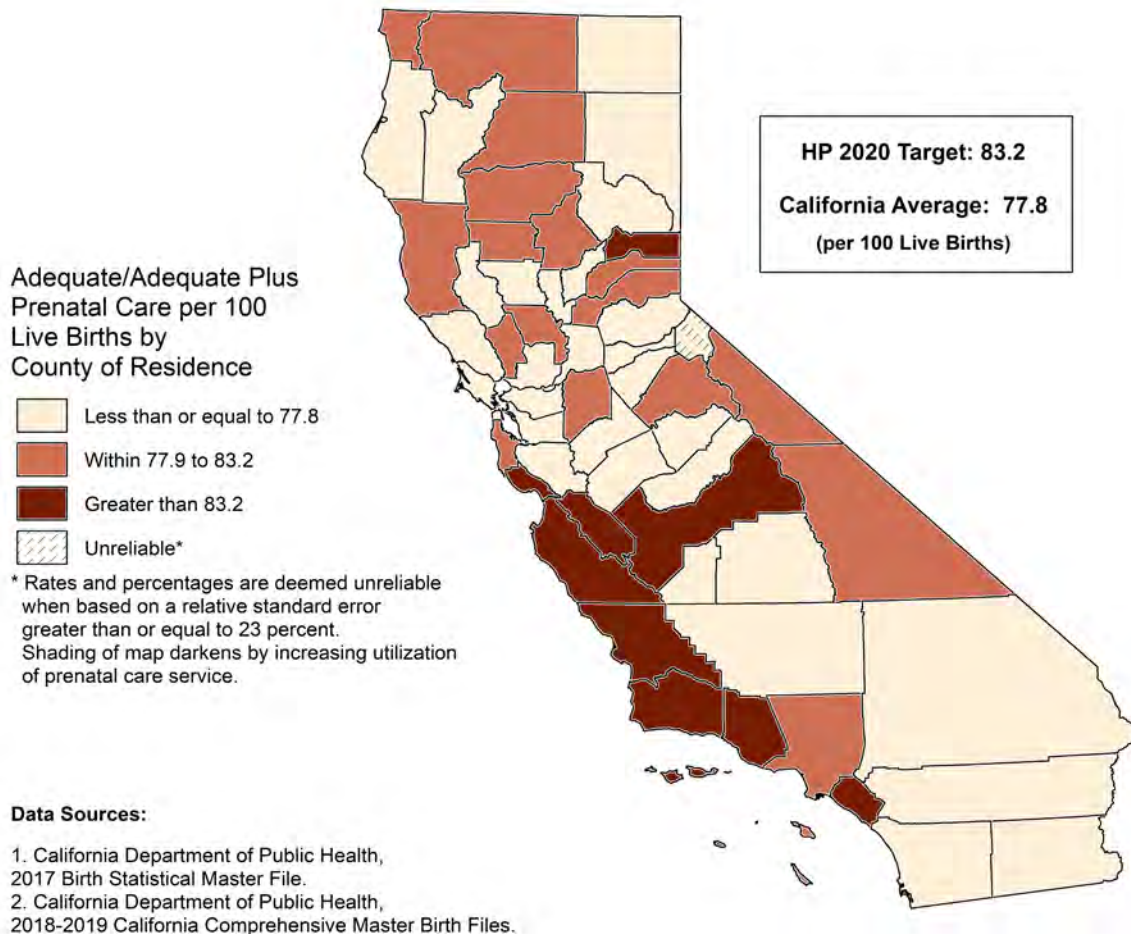 HP 2020 Target: 83.2
California Average: 77.8
(per 100 Live Births)
Adequate/Adequate Plus
Prenatal Care per 100
Live Births by
County of Residence
Less than or equal to 77.8
Within 77.9 to 83.2
Greater than 83.2
Unreliable*
* Rates and percentages are deemed unreliable
when based on a relative standard error
greater than or equal to 23 percent.
Shading of map darkens by increasing utilization
of prenatal care service.
Data Sources:
1. California Department of Public Health,
2017 Birth Statistical Master File.
2. California Department of Public Health,
2018-2019 California Comprehensive Master Birth Files.